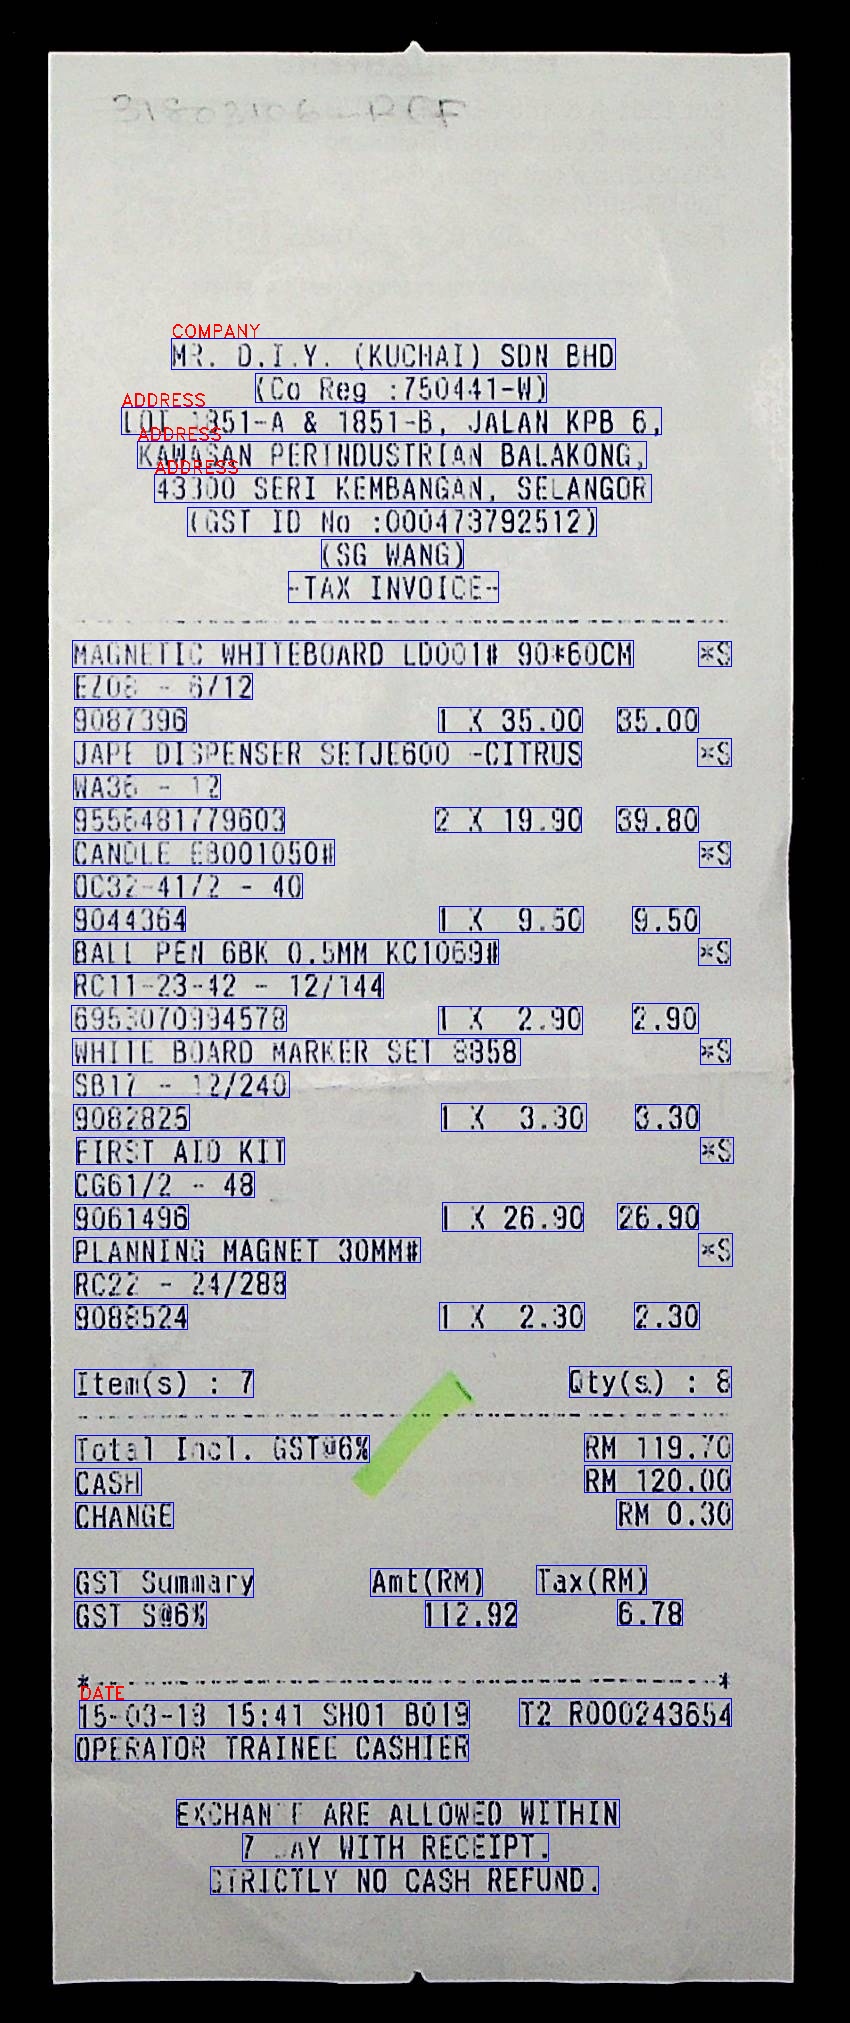 31803106-RCF
COMPANY
MR. D.I.Y. (KUCHAI) SDN BHD
(Co Reg :750441-W)
ADDRESS
LOT 1851-A & 1851-B, JALAN KPB 6,
ADDRESS
KAWASAN PERINDUSTRIAN BALAKONG,
ADDRESS
43300 SERI KEMBANGAN, SELANGOR
(GST ID No :000473792512)
(SG WANG)
-TAX INVOICE-
MAGNETIC WHITEBOARD LD001# 90*60CM *S
EZ08 - 6/12
9087396 1 X 35.00 35.00
JAPE DISPENSER SETJE600 -CITRUS *S
WA36 - 12
9556481779603 2 X 19.90 39.80
CANDLE EB001050# *S
OC32-41/2 - 40
9044364 1 X 9.50 9.50
BALL PEN 6BK 0.5MM KC1069# *S
RC11-23-42 - 12/144
6953070994578 1 X 2.90 2.90
WHITE BOARD MARKER SET 8858 *S
SB17 - 12/240
9082825 1 X 3.30 3.30
FIRST AID KIT *S
CG61/2 - 48
9061496 1 X 26.90 26.90
PLANNING MAGNET 30MM# *S
RC22 - 24/288
9088524 1 X 2.30 2.30
Item(s) : 7 Qty(s) : 8
Total Incl. GST@6% RM 119.70
CASH RM 120.00
CHANGE RM 0.30
GST Summary Amt(RM) Tax(RM)
GST S@6% 112.92 6.78
*--------------------------------------*
DATE
15-03-18 15:41 SH01 B019 T2 R000243654
OPERATOR TRAINEE CASHIER
ARE ALLOWED WITHIN
7 WITH RECEIPT.
STRICTLY NO CASH REFUND.